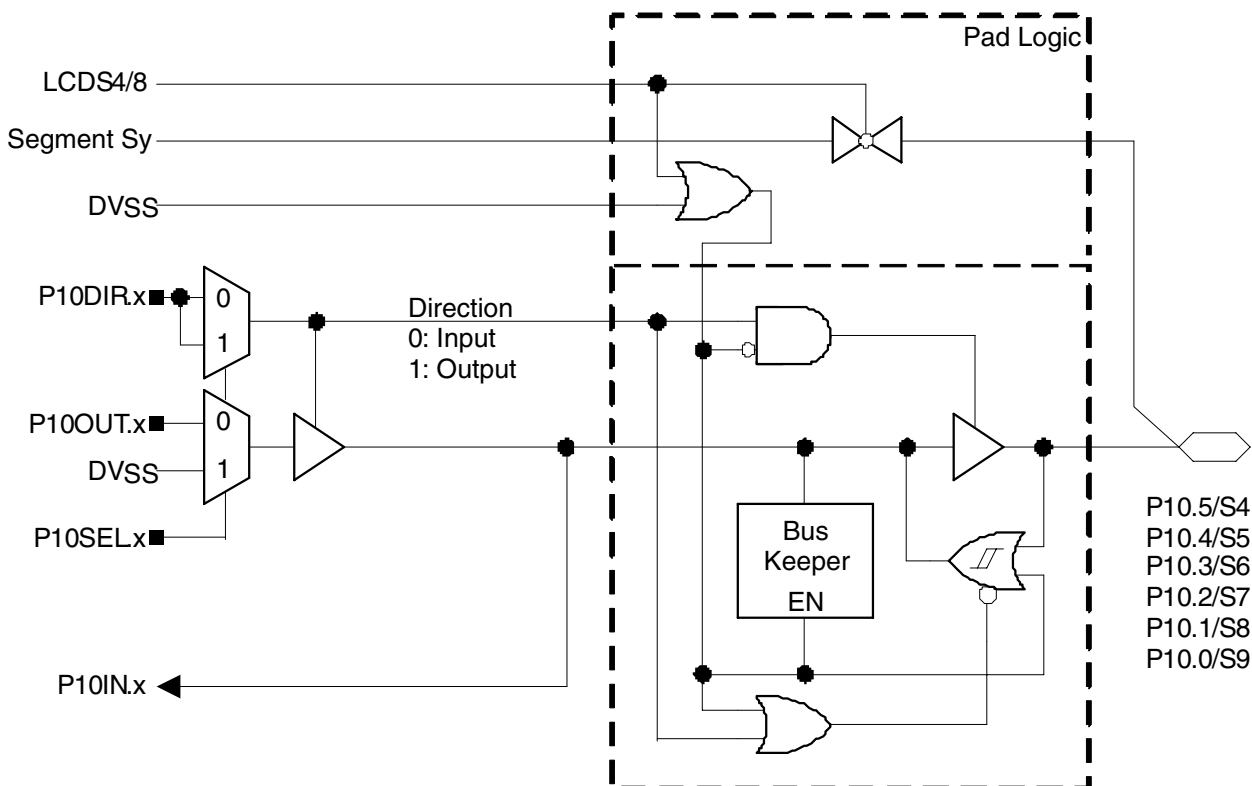 Pad Logic
LCDS4/8
Segment Sy
DVSS
P10DIR.x
0
1
Direction
0: Input
1: Output
P10OUT.x
0
DVSS
1
P10SEL.x
Bus
Keeper
EN
P10IN.x
P10.5/S4
P10.4/S5
P10.3/S6
P10.2/S7
P10.1/S8
P10.0/S9